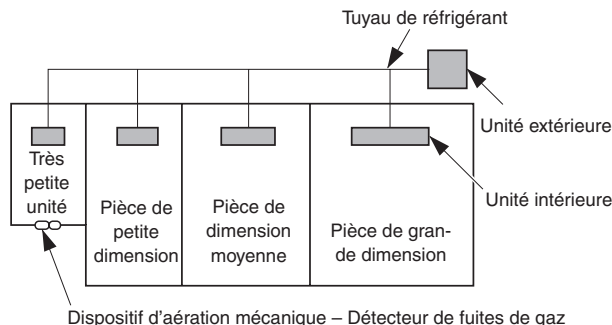 Tuyau de réfrigérant
Unité extérieure
Unité intérieure
Très
petite
unité
Pièce de
petite
dimension
Pièce de
dimension
moyenne
Pièce de gran-
de dimension
Dispositif d'aération mécanique – Détecteur de fuites de gaz